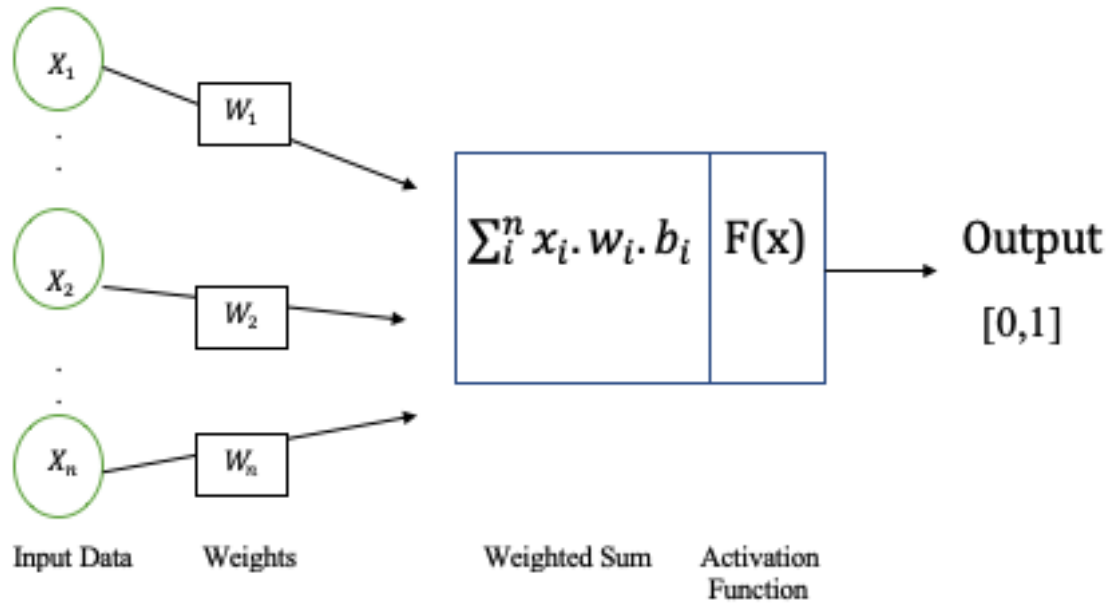 X₁
W₁
X₂
W₂
Xₙ
Wₙ
∑ᵢⁿ xᵢ. wᵢ. bᵢ
F(x)
Output
[0,1]
Input Data
Weights
Weighted Sum
Activation
Function